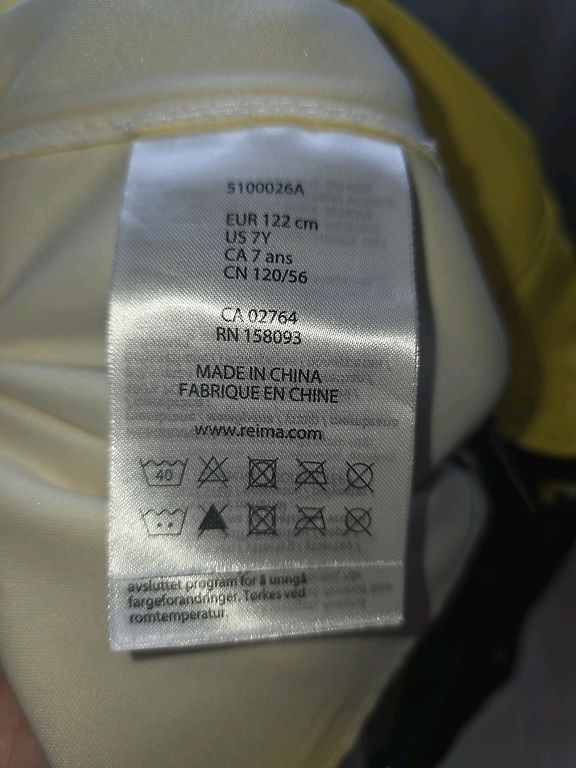 5100026A
EUR 122 cm
US 7Y
CA 7 ans
CN 120/56
CA 02764
RN 158093
MADE IN CHINA
FABRIQUE EN CHINE
www.reima.com
40
avsluttet program for å unngå
fargeforandringer. Tørkes ved
romtemperatur.